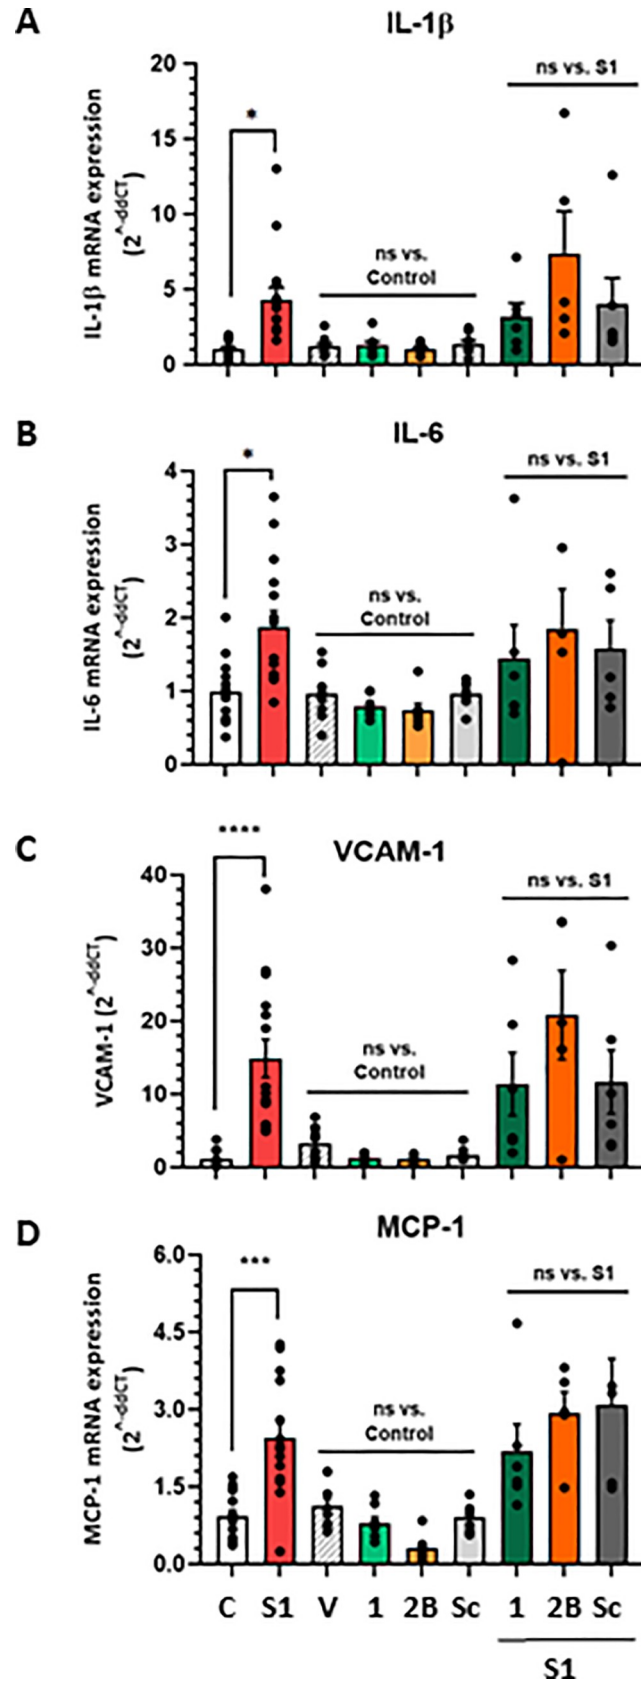 A
IL-1β
IL-1β mRNA expression
(2^-ddCT)
20
15
10
5
0
*
ns vs.
Control
ns vs. S1
B
IL-6
IL-6 mRNA expression
(2^-ddCT)
4
3
2
1
0
*
ns vs.
Control
ns vs. S1
C
VCAM-1
VCAM-1 (2^-ddCT)
40
30
20
10
0
****
ns vs.
Control
ns vs. S1
D
MCP-1
MCP-1 mRNA expression
(2^-ddCT)
6.0
4.5
3.0
1.5
0.0
***
ns vs.
Control
ns vs. S1
C S1 V 1 2B Sc 1 2B Sc
S1